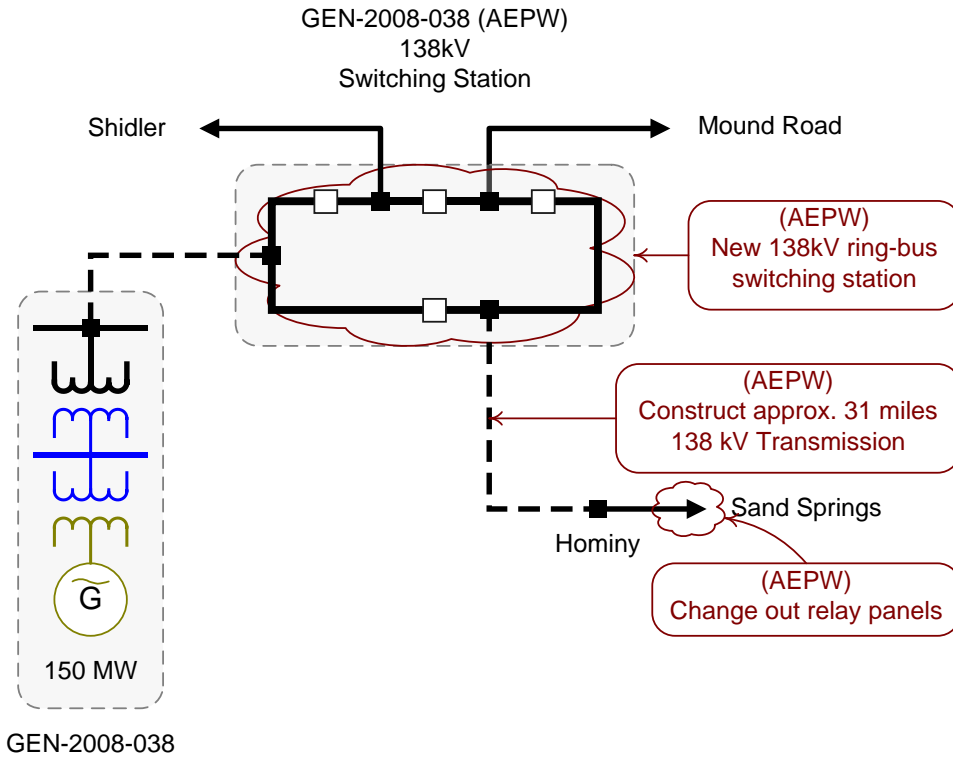 GEN-2008-038 (AEPW)
138kV
Switching Station
Shidler
Mound Road
(AEPW)
New 138kV ring-bus
switching station
(AEPW)
Construct approx. 31 miles
138 kV Transmission
Sand Springs
Hominy
(AEPW)
Change out relay panels
G
150 MW
GEN-2008-038